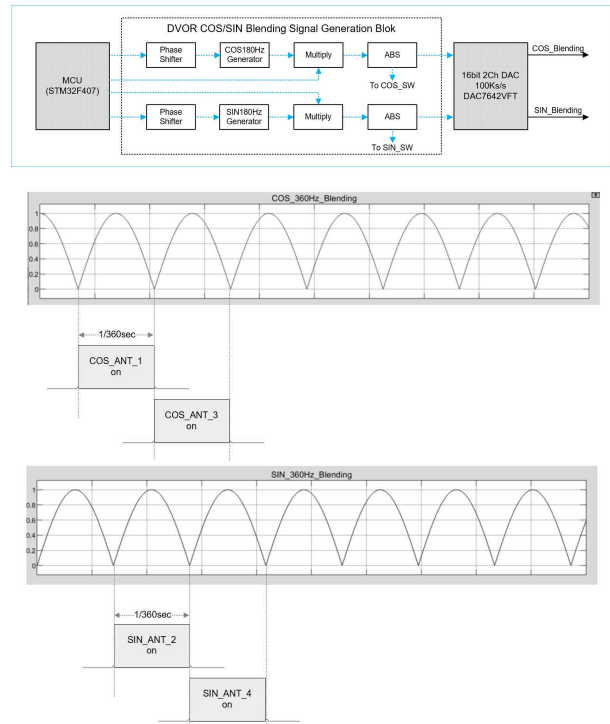 DVOR COS/SIN Blending Signal Generation Blok
MCU
(STM32F407)
Phase
Shifter
COS180Hz
Generator
Multiply
ABS
To COS_SW
Phase
Shifter
SIN180Hz
Generator
Multiply
ABS
To SIN_SW
16bit 2Ch DAC
100Ks/s
DAC7642VFT
COS_Blending
SIN_Blending
COS_360Hz_Blending
1
0.8
0.6
0.4
0.2
0
1/360sec
COS_ANT_1
on
COS_ANT_3
on
SIN_360Hz_Blending
1
0.8
0.6
0.4
0.2
0
1/360sec
SIN_ANT_2
on
SIN_ANT_4
on